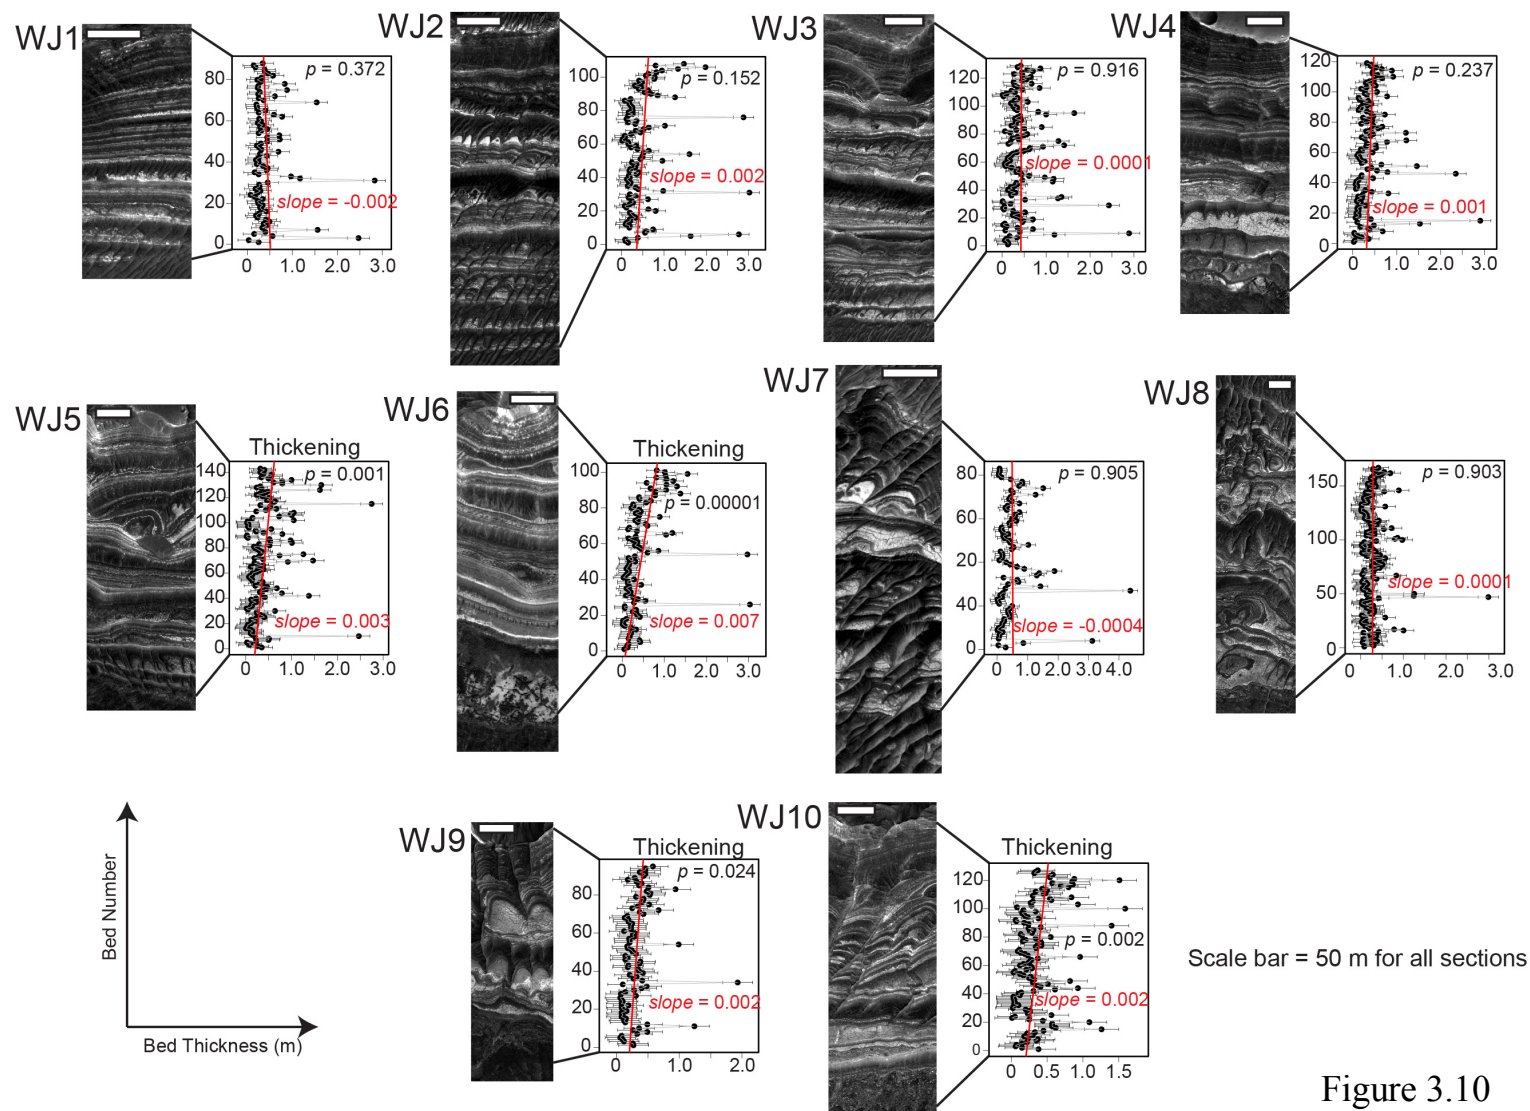 WJ1
p = 0.372
slope = -0.002
80
60
40
20
0
0
1.0
2.0
3.0
WJ2
p = 0.152
slope = 0.002
100
80
60
40
20
0
0
1.0
2.0
3.0
WJ3
p = 0.916
slope = 0.0001
120
100
80
60
40
20
0
0
1.0
2.0
3.0
WJ4
p = 0.237
slope = 0.001
120
100
80
60
40
20
0
0
1.0
2.0
3.0
WJ5
Thickening
p = 0.001
slope = 0.003
140
120
100
80
60
40
20
0
0
1.0
2.0
3.0
WJ6
Thickening
p = 0.00001
slope = 0.007
100
80
60
40
20
0
0
1.0
2.0
3.0
WJ7
p = 0.905
slope = -0.0004
80
60
20
40
0
0
1.0
2.0
3.0
4.0
WJ8
p = 0.903
slope = 0.0001
150
100
50
0
0
1.0
2.0
3.0
WJ9
Thickening
p = 0.024
slope = 0.002
80
60
40
20
0
0
1.0
2.0
WJ10
Thickening
p = 0.002
slope = 0.002
120
100
80
60
40
20
0
0
0.5
1.0
1.5
Bed Number
Bed Thickness (m)
Scale bar = 50 m for all sections
Figure 3.10